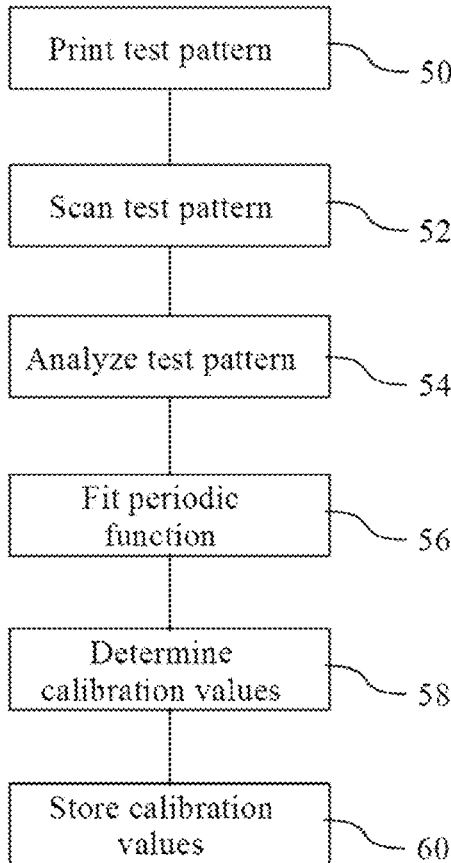 Print test pattern
50
Scan test pattern
52
Analyze test pattern
54
Fit periodic
function
56
Determine
calibration values
58
Store calibration
values
60